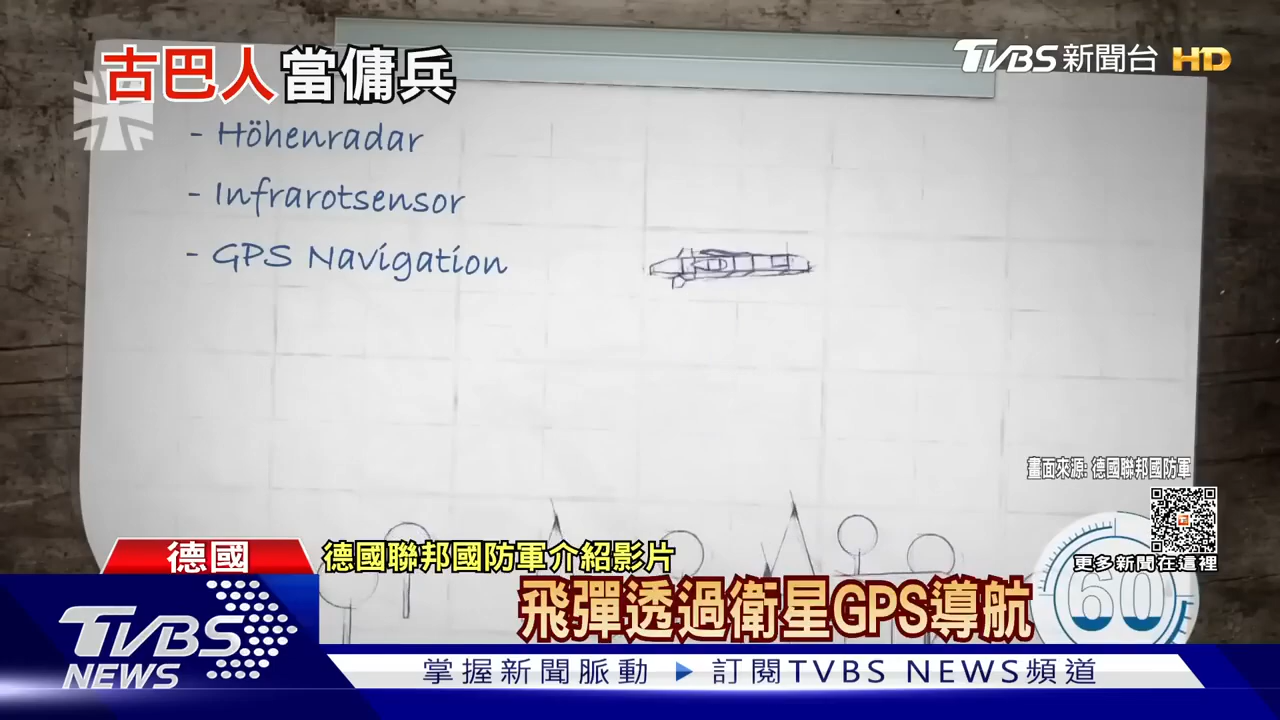 古巴人當傭兵
TVBS新聞台 HD
- Höhenradar
- Infrarotsensor
- GPS Navigation
畫面來源: 德國聯邦國防軍
更多新聞在這裡
60
德國
德國聯邦國防軍介紹影片
飛彈透過衛星GPS導航
TVBS NEWS
掌握新聞脈動 ▶ 訂閱TVBS NEWS頻道